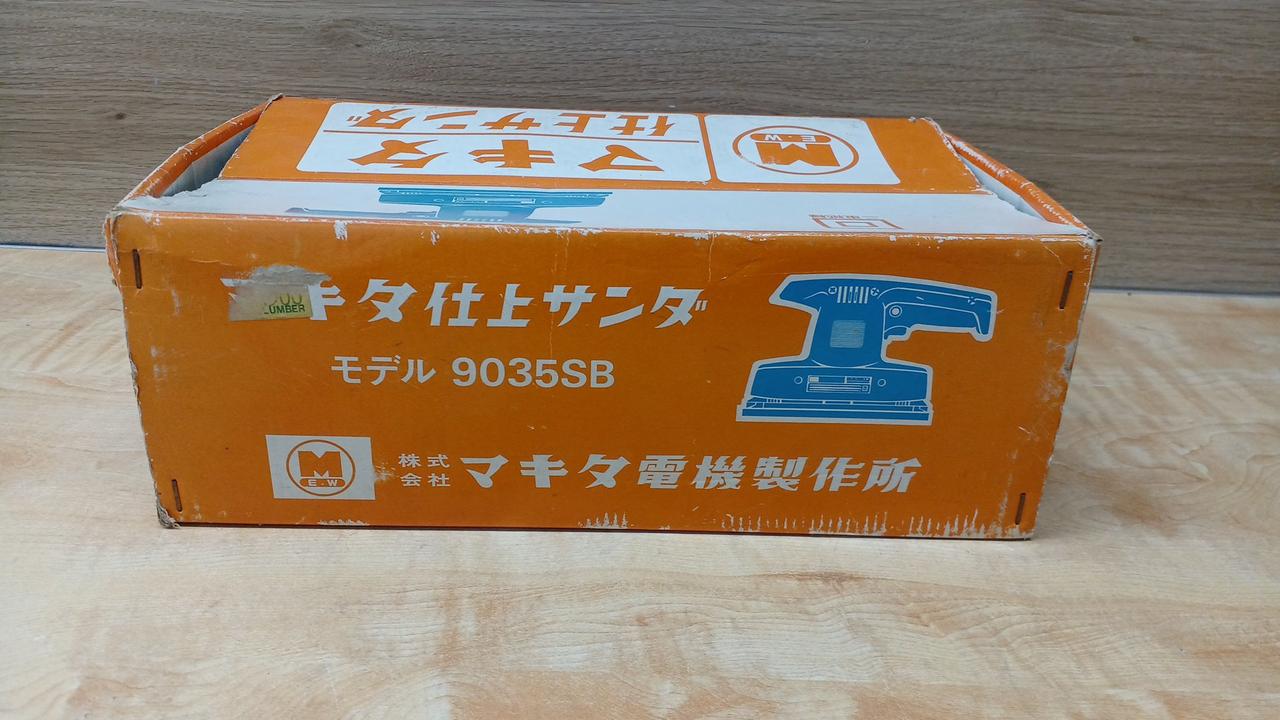 マキタ
仕上サンダ
M
E・W
00
LUMBER
キタ仕上サンダ
モデル 9035SB
M
E・W
株式
会社 マキタ電機製作所